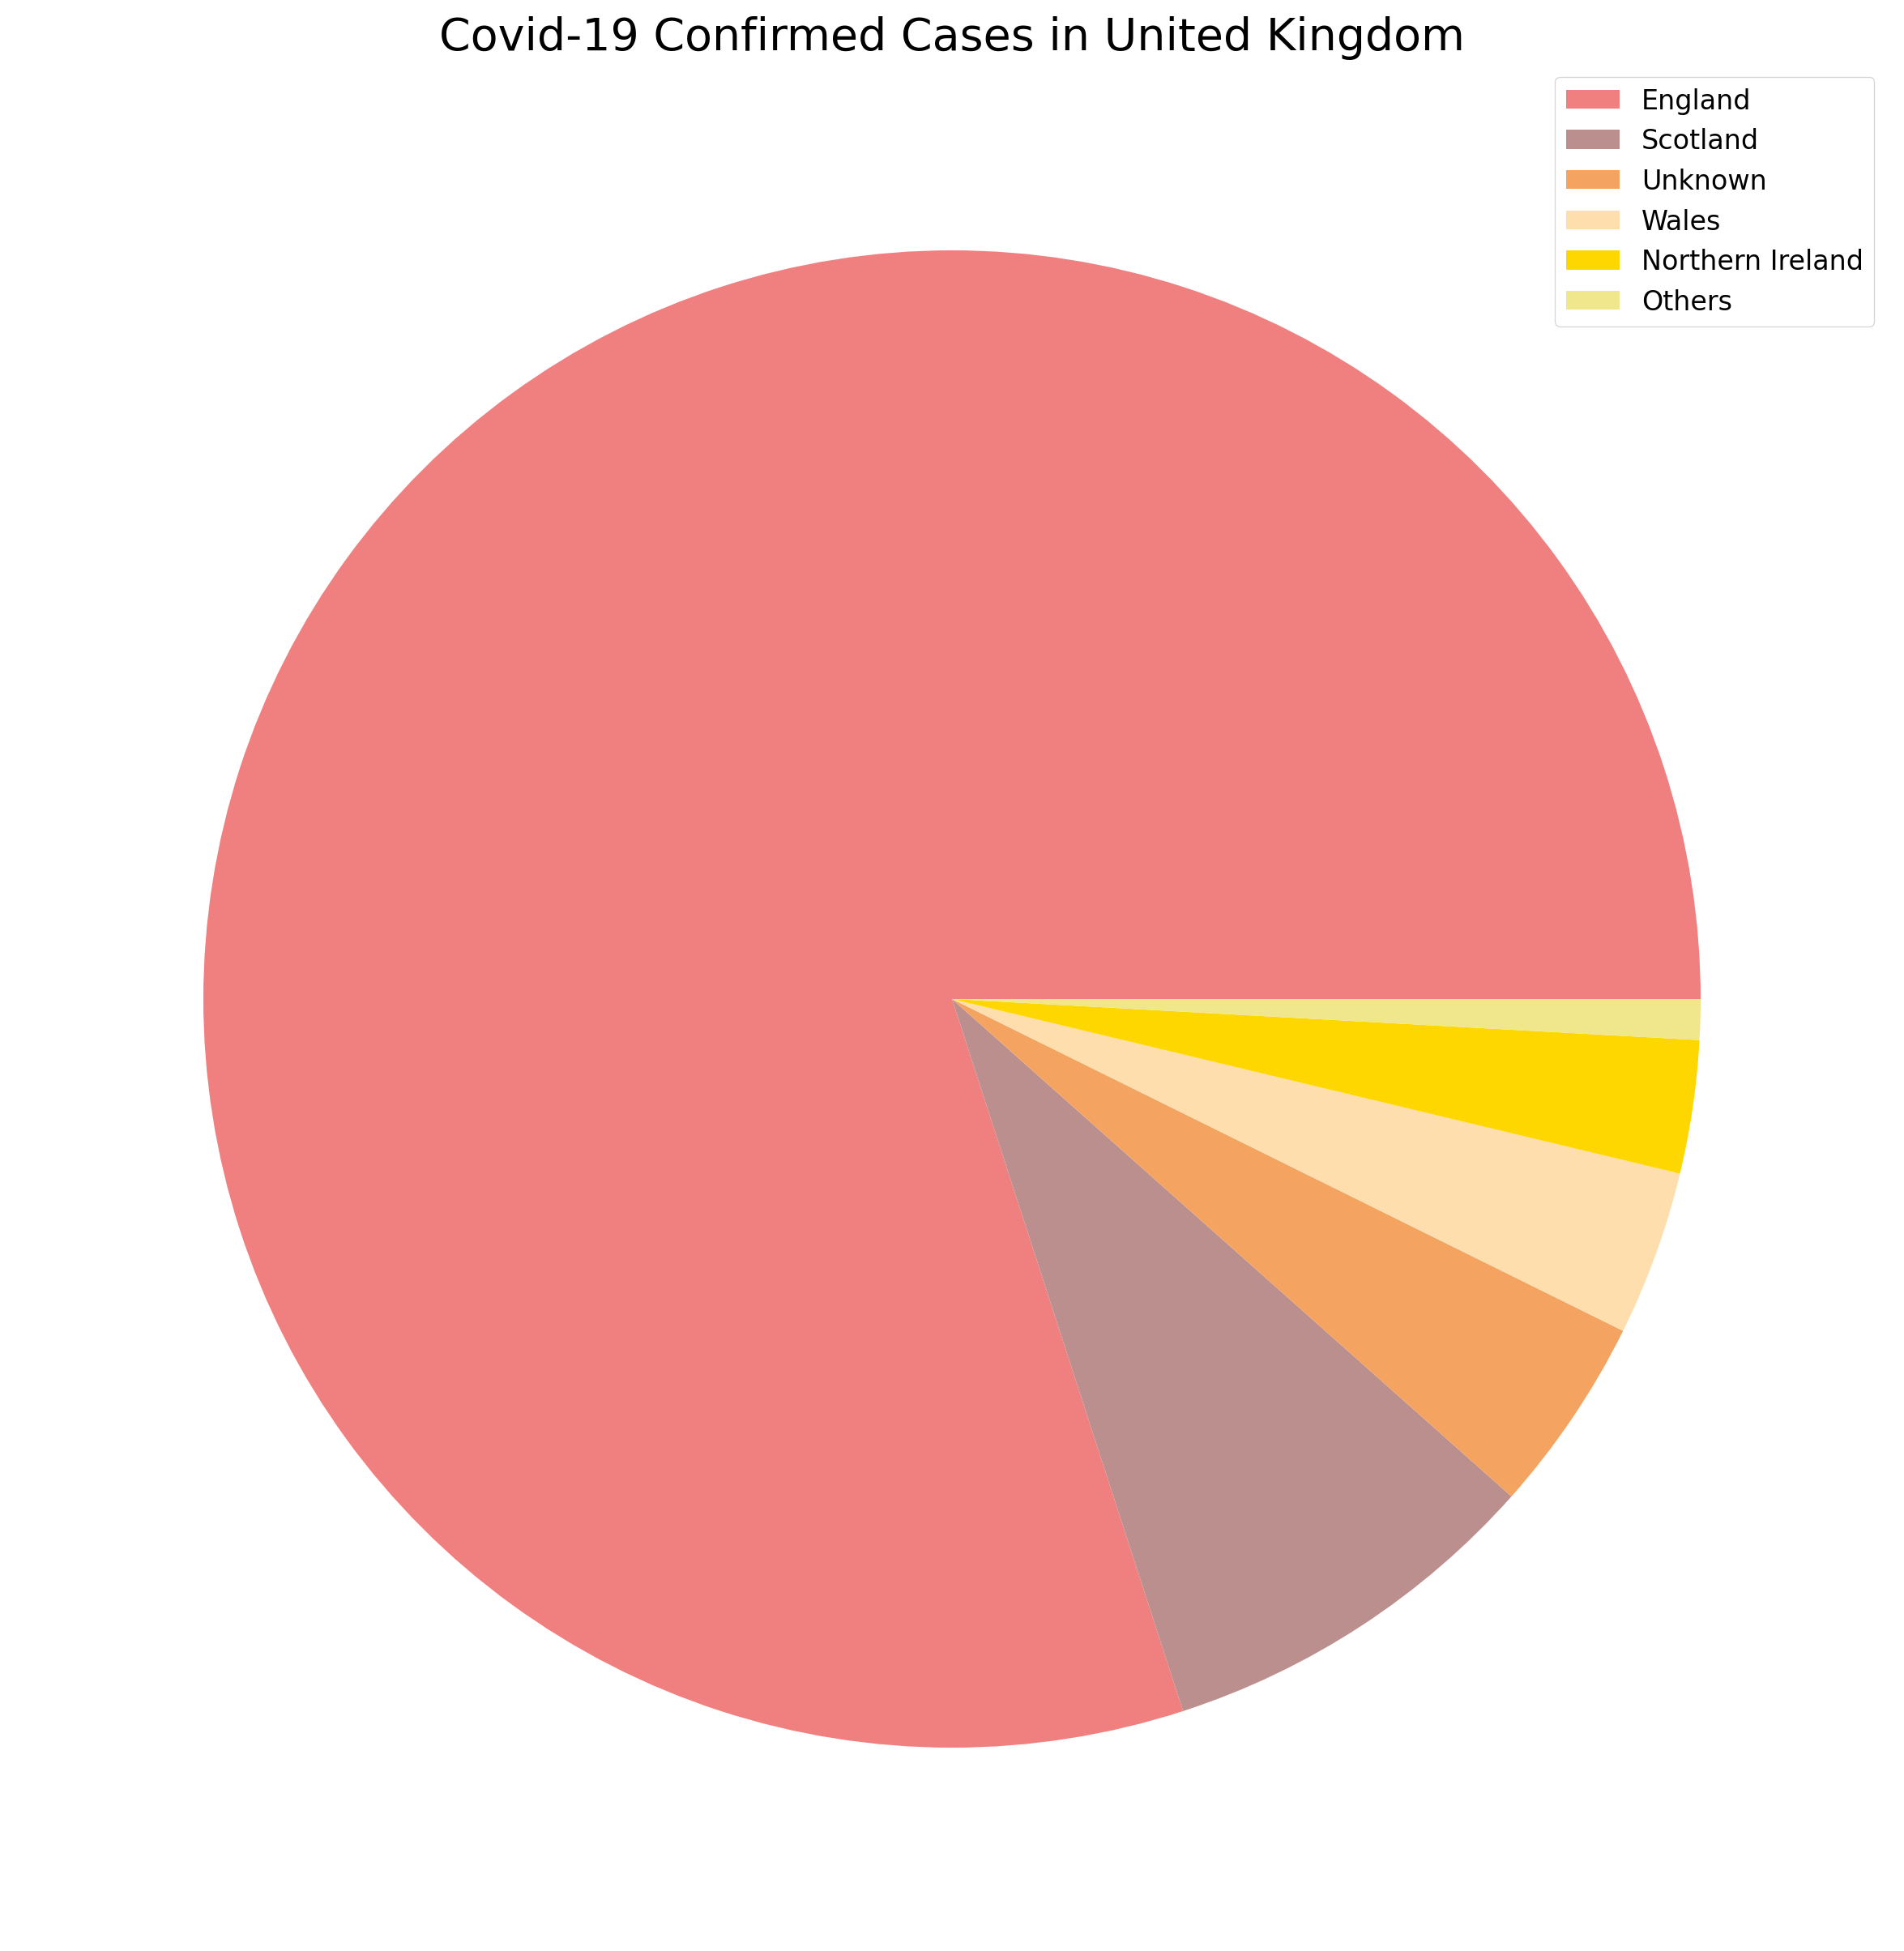 Covid-19 Confirmed Cases in United Kingdom
England
Scotland
Unknown
Wales
Northern Ireland
Others